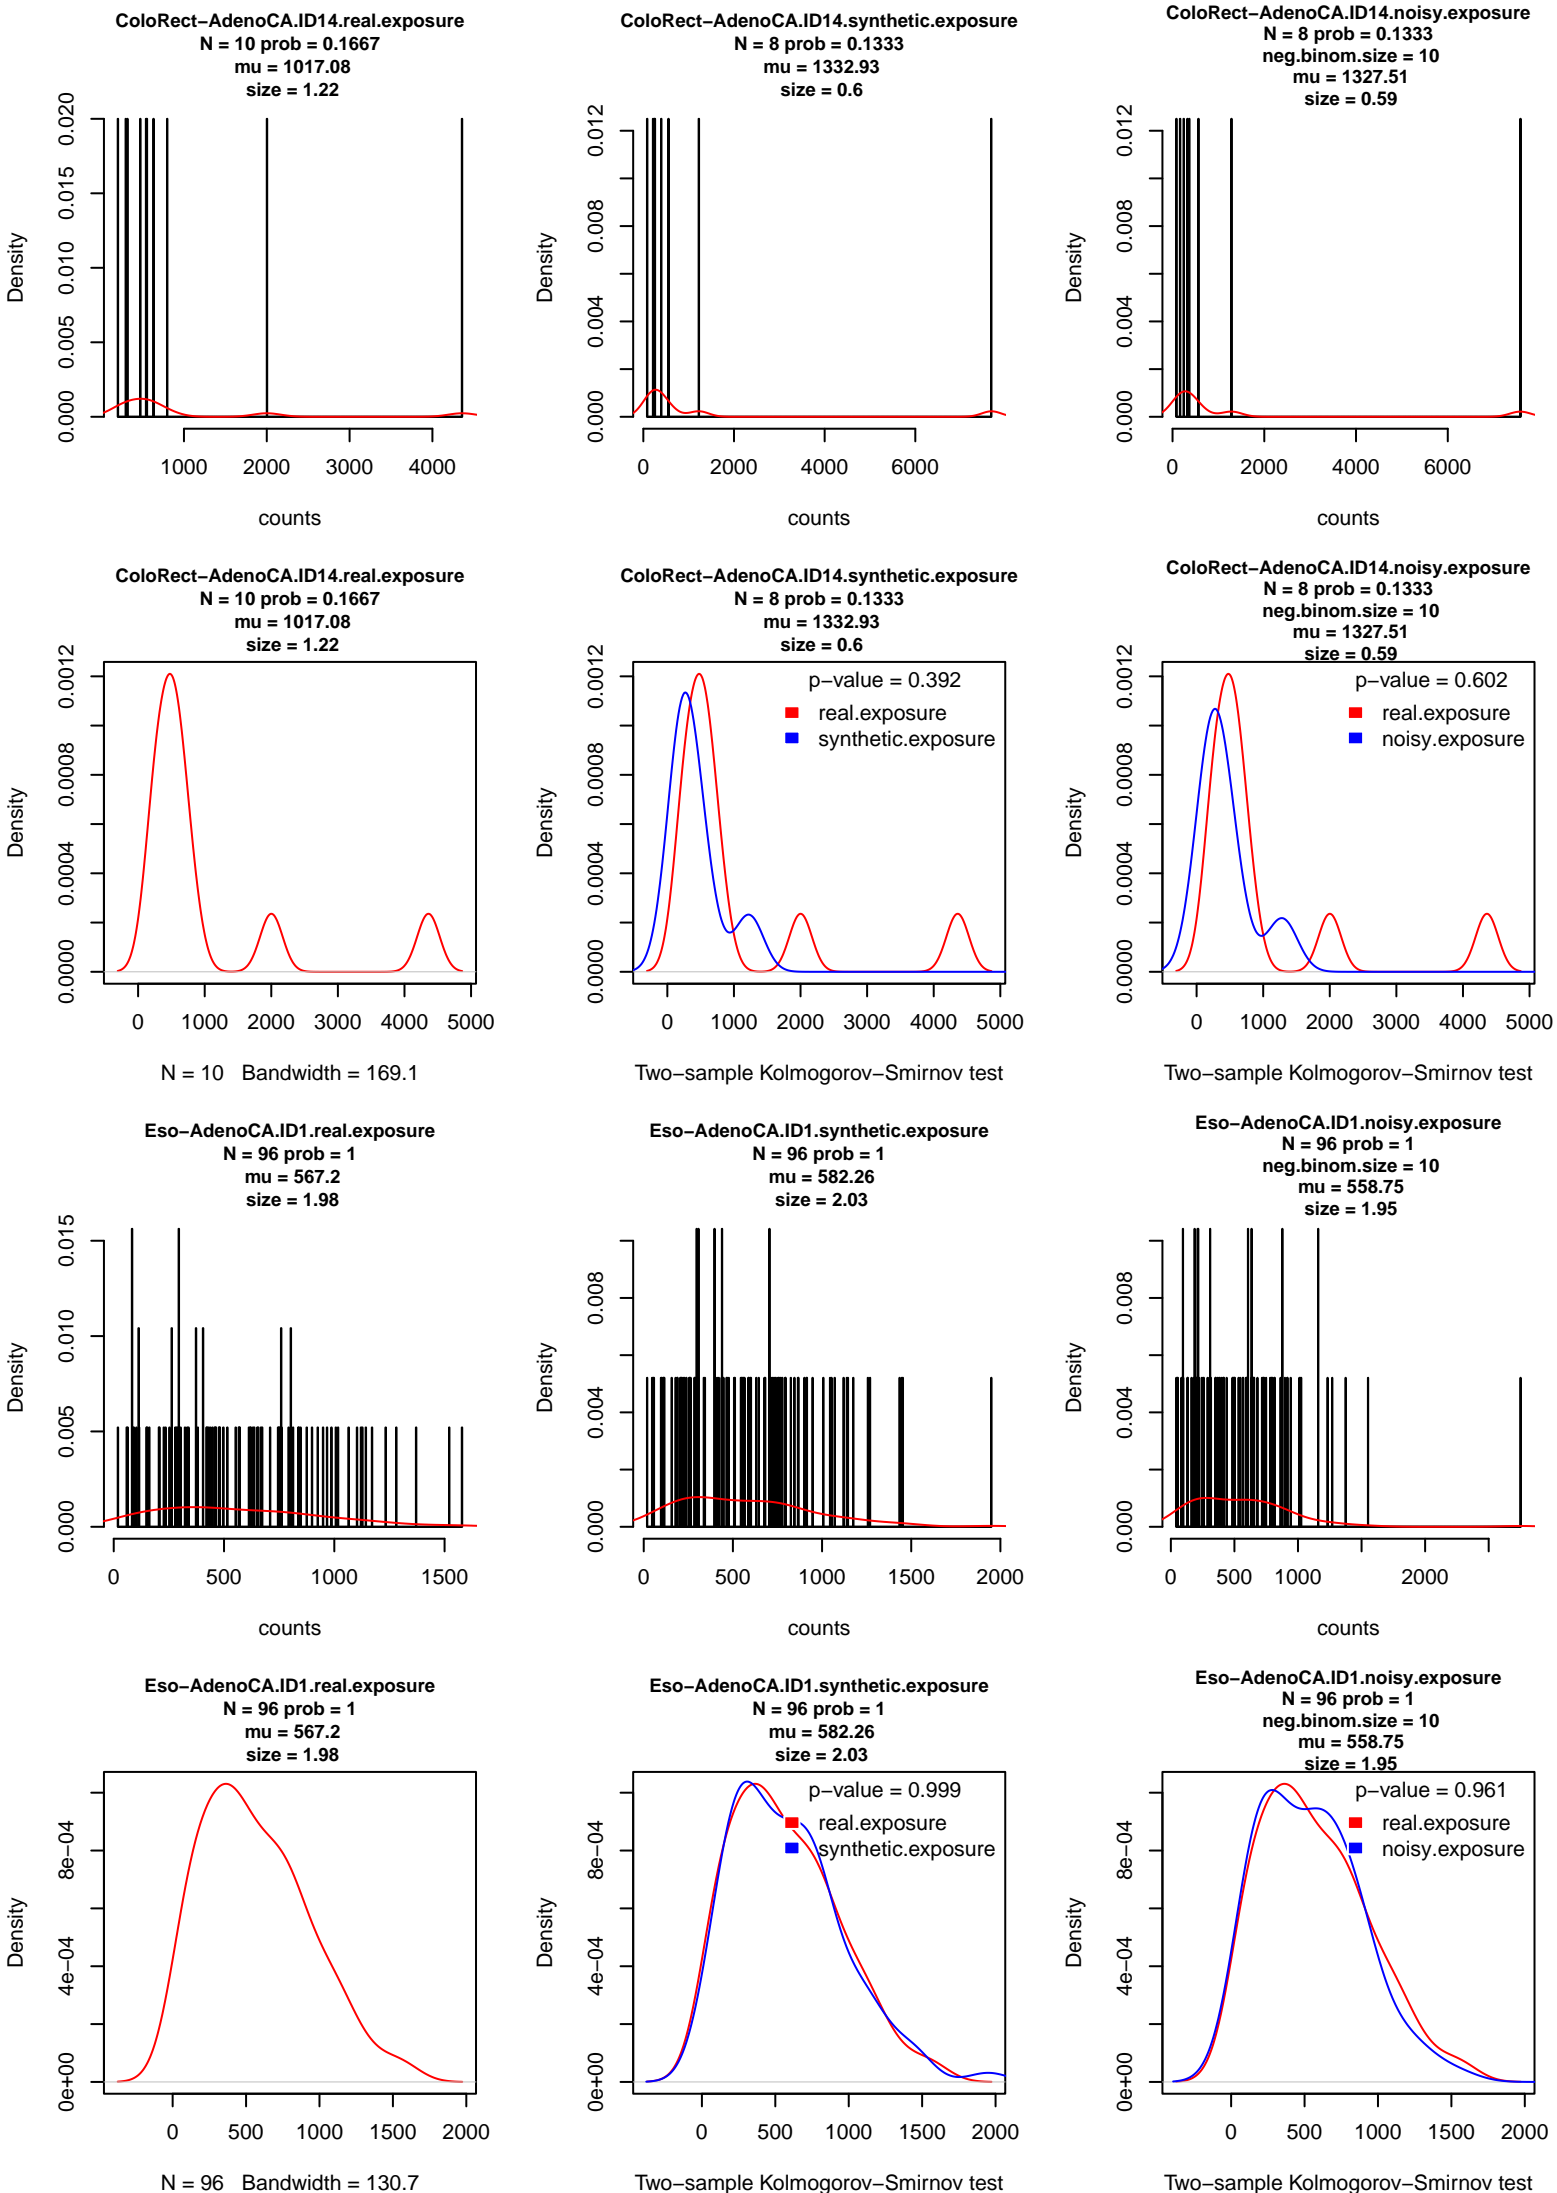 ColoRect−AdenoCA.ID14.real.exposure
N = 10 prob = 0.1667
mu = 1017.08
size = 1.22
Density
0.000 0.005 0.010 0.015 0.020
1000 2000 3000 4000
counts
ColoRect−AdenoCA.ID14.synthetic.exposure
N = 8 prob = 0.1333
mu = 1332.93
size = 0.6
Density
0.000 0.004 0.008 0.012
0 2000 4000 6000
counts
ColoRect−AdenoCA.ID14.noisy.exposure
N = 8 prob = 0.1333
neg.binom.size = 10
mu = 1327.51
size = 0.59
Density
0.000 0.004 0.008 0.012
0 2000 4000 6000
counts
ColoRect−AdenoCA.ID14.real.exposure
N = 10 prob = 0.1667
mu = 1017.08
size = 1.22
Density
0.0000 0.0004 0.0008 0.0012
0 1000 2000 3000 4000 5000
N = 10 Bandwidth = 169.1
ColoRect−AdenoCA.ID14.synthetic.exposure
N = 8 prob = 0.1333
mu = 1332.93
size = 0.6
p−value = 0.392
real.exposure
synthetic.exposure
Density
0.0000 0.0004 0.0008 0.0012
0 1000 2000 3000 4000 5000
Two−sample Kolmogorov−Smirnov test
ColoRect−AdenoCA.ID14.noisy.exposure
N = 8 prob = 0.1333
neg.binom.size = 10
mu = 1327.51
size = 0.59
p−value = 0.602
real.exposure
noisy.exposure
Density
0.0000 0.0004 0.0008 0.0012
0 1000 2000 3000 4000 5000
Two−sample Kolmogorov−Smirnov test
Eso−AdenoCA.ID1.real.exposure
N = 96 prob = 1
mu = 567.2
size = 1.98
Density
0.000 0.005 0.010 0.015
0 500 1000 1500
counts
Eso−AdenoCA.ID1.synthetic.exposure
N = 96 prob = 1
mu = 582.26
size = 2.03
Density
0.000 0.004 0.008
0 500 1000 1500 2000
counts
Eso−AdenoCA.ID1.noisy.exposure
N = 96 prob = 1
neg.binom.size = 10
mu = 558.75
size = 1.95
Density
0.000 0.004 0.008
0 500 1000 2000
counts
Eso−AdenoCA.ID1.real.exposure
N = 96 prob = 1
mu = 567.2
size = 1.98
Density
0e+00 4e−04 8e−04
0 500 1000 1500 2000
N = 96 Bandwidth = 130.7
Eso−AdenoCA.ID1.synthetic.exposure
N = 96 prob = 1
mu = 582.26
size = 2.03
p−value = 0.999
real.exposure
synthetic.exposure
Density
0e+00 4e−04 8e−04
0 500 1000 1500 2000
Two−sample Kolmogorov−Smirnov test
Eso−AdenoCA.ID1.noisy.exposure
N = 96 prob = 1
neg.binom.size = 10
mu = 558.75
size = 1.95
p−value = 0.961
real.exposure
noisy.exposure
Density
0e+00 4e−04 8e−04
0 500 1000 1500 2000
Two−sample Kolmogorov−Smirnov test